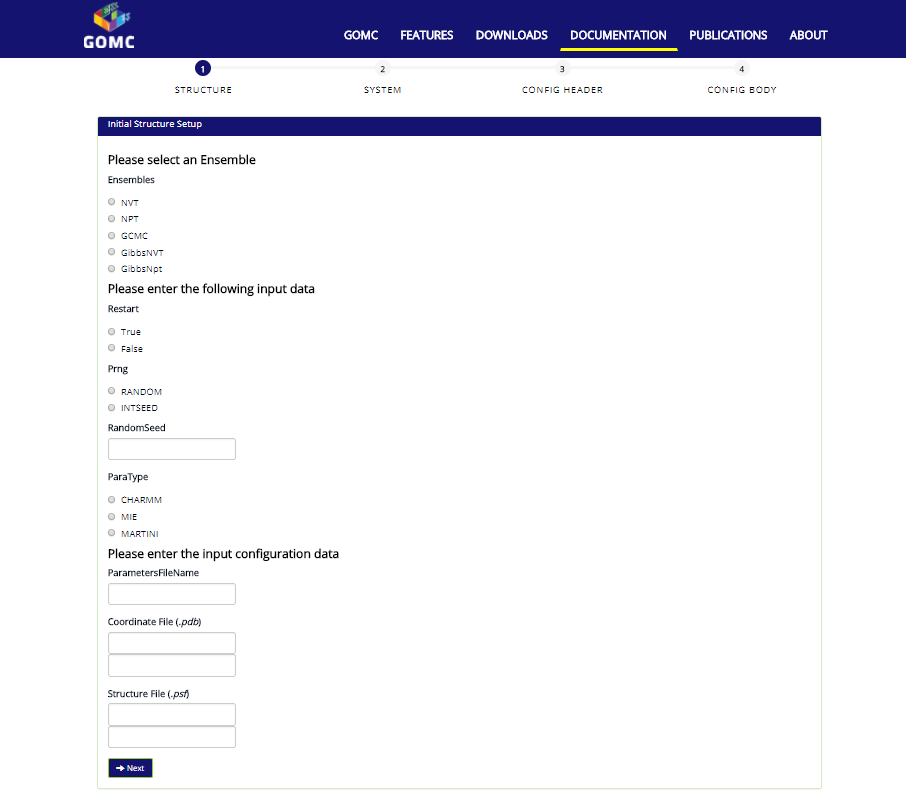 GOMC
GOMC FEATURES DOWNLOADS DOCUMENTATION PUBLICATIONS ABOUT
1 2 3 4
STRUCTURE SYSTEM CONFIG HEADER CONFIG BODY
Initial Structure Setup
Please select an Ensemble
Ensembles
NVT
NPT
GCMC
GibbsNVT
GibbsNpt
Please enter the following input data
Restart
True
False
Prng
RANDOM
INTSEED
RandomSeed
ParaType
CHARMM
MIE
MARTINI
Please enter the input configuration data
ParametersFileName
Coordinate File (.pdb)
Structure File (.psf)
Next